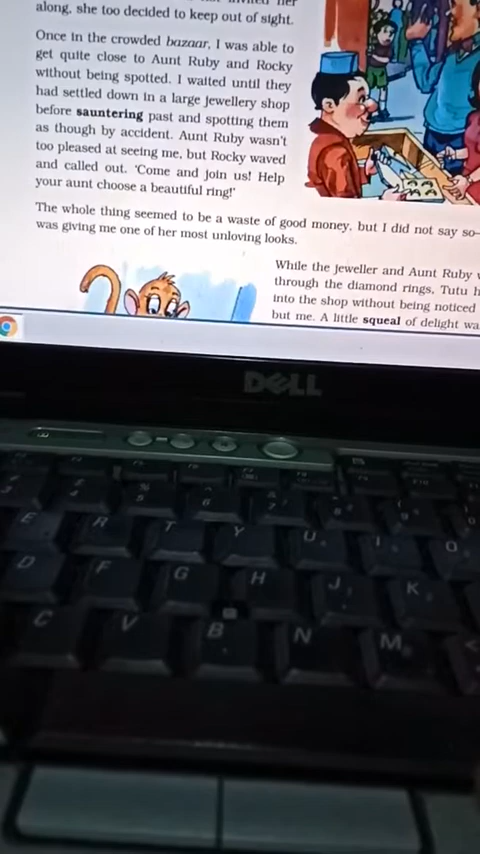 along, she too decided to keep out of sight.
Once in the crowded bazaar, I was able to
get quite close to Aunt Ruby and Rocky
without being spotted. I waited until they
had settled down in a large jewellery shop
before sauntering past and spotting them
as though by accident. Aunt Ruby wasn't
too pleased at seeing me, but Rocky waved
and called out. 'Come and join us! Help
your aunt choose a beautiful ring!'
The whole thing seemed to be a waste of good money, but I did not say so—
was giving me one of her most unloving looks.
While the jeweller and Aunt Ruby
through the diamond rings, Tutu
into the shop without being noticed
but me. A little squeal of delight
DELL
E R T Y U I O
D F G H J K
C V B N M